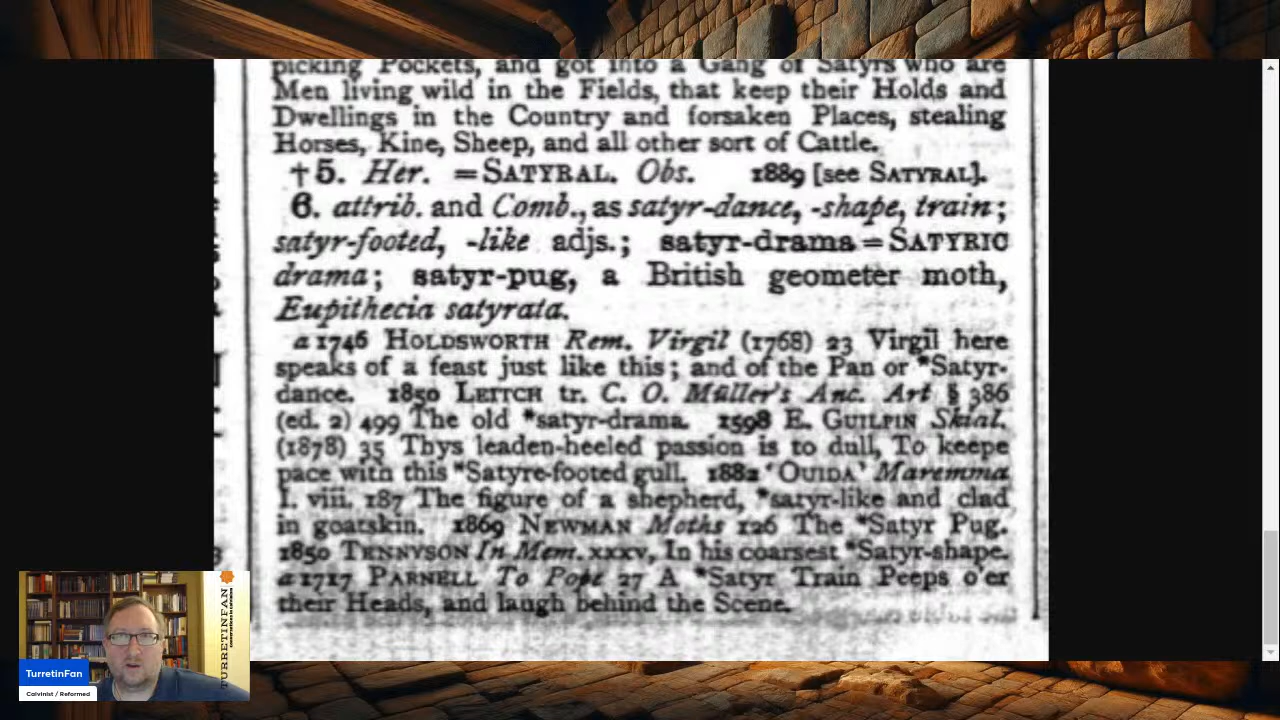 picking Pockets, and got into a Gang of Satyrs who are
Men living wild in the Fields, that keep their Holds and
Dwellings in the Country and forsaken Places, stealing
Horses, Kine, Sheep, and all other sort of Cattle.
†5. Her. =SATYRAL. Obs. 1889 [see SATYRAL].
6. attrib. and Comb., as satyr-dance, -shape, train;
satyr-footed, -like adjs.; satyr-drama=SATYRIC
drama; satyr-pug, a British geometer moth,
Eupithecia satyrata.
a 1746 HOLDSWORTH Rem. Virgil (1768) 23 Virgil here
speaks of a feast just like this; and of the Pan or *Satyr-
dance. 1850 LEITCH tr. C. O. Müller's Anc. Art § 386
(ed. 2) 499 The old *satyr-drama. 1598 E. GUILPIN Skial.
(1878) 35 Thys leaden-heeled passion is to dull, To keepe
pace with this *Satyre-footed gull. 1882 'OUIDA' Maremma
I. viii. 187 The figure of a shepherd, *satyr-like and clad
in goatskin. 1869 NEWMAN Moths 126 The *Satyr Pug.
1850 TENNYSON In Mem. xxxv, In his coarsest *Satyr-shape.
a 1717 PARNELL To Pope 27 A *Satyr Train Peeps o'er
their Heads, and laugh behind the Scene.
TURRETINFAN
TurretinFan
Calvinist / Reformed